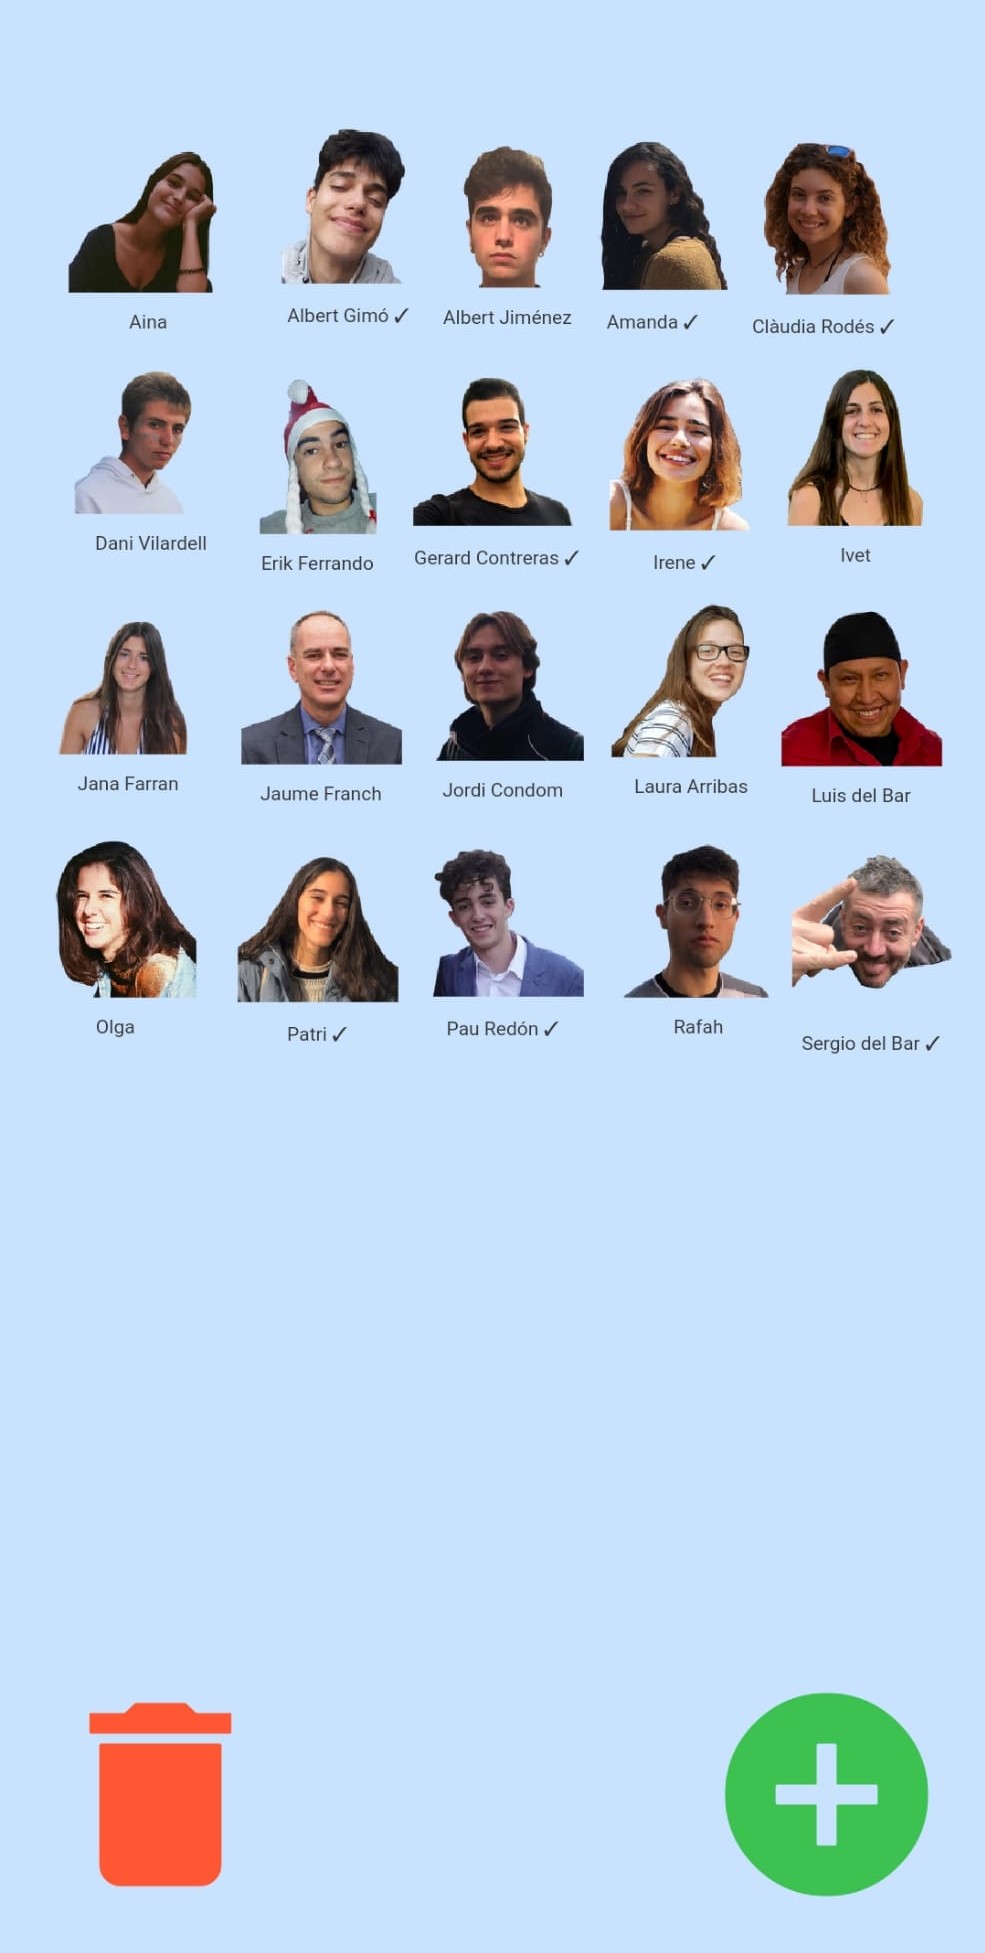 Aina
Albert Gimó ✓
Albert Jiménez
Amanda ✓
Clàudia Rodés ✓
Dani Vilardell
Erik Ferrando
Gerard Contreras ✓
Irene ✓
Ivet
Jana Farran
Jaume Franch
Jordi Condom
Laura Arribas
Luis del Bar
Olga
Patri ✓
Pau Redón ✓
Rafah
Sergio del Bar ✓